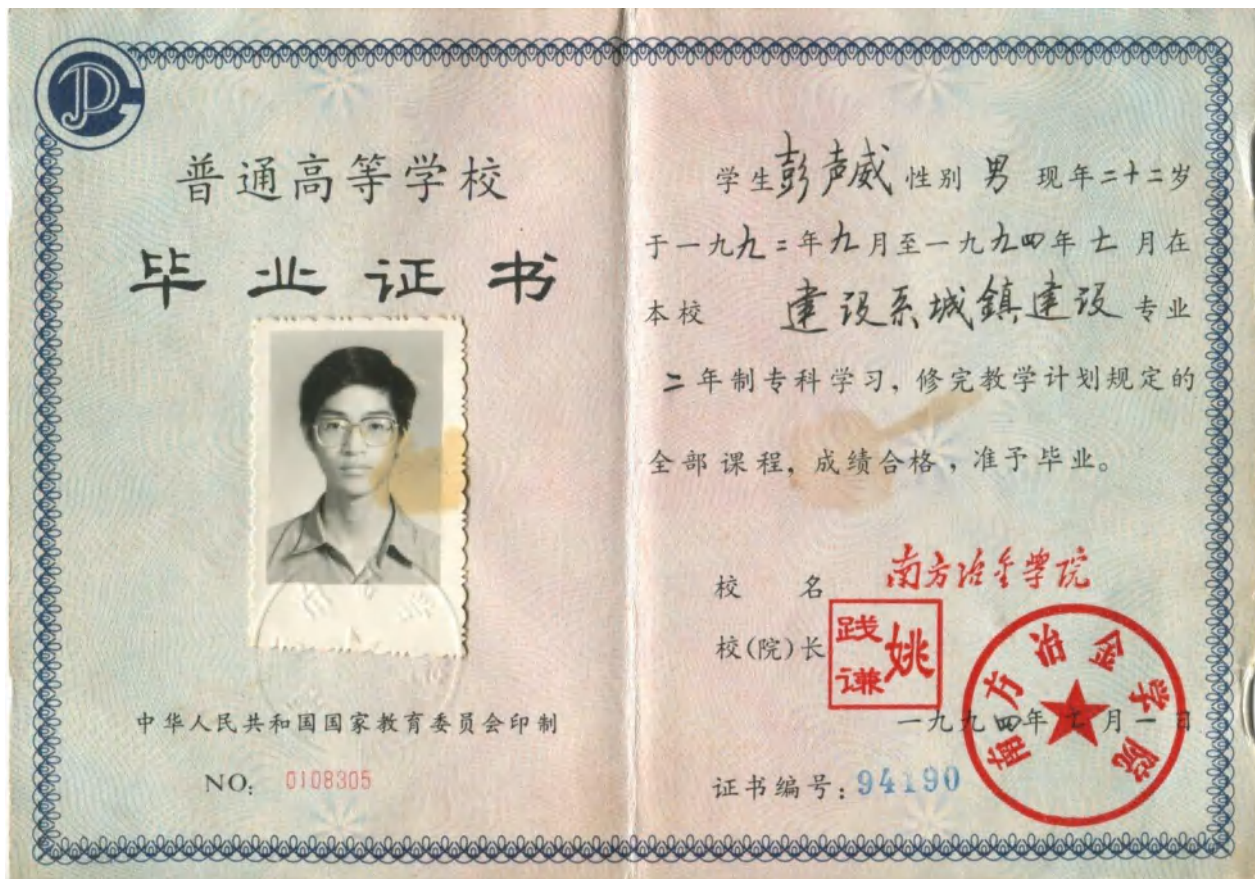 普通高等学校
毕业证书
中华人民共和国国家教育委员会印制
NO: 0108305
学生彭声威性别 男 现年二十二岁
于一九九二年九月至一九九四年七月在
本校 建设系城鎮建设 专业
二年制专科学习，修完教学计划规定的
全部课程，成绩合格，准予毕业。
校 名 南方冶金学院
校(院)长 姚践谦
南方冶金学院
一九九四年七月一日
证书编号: 94190